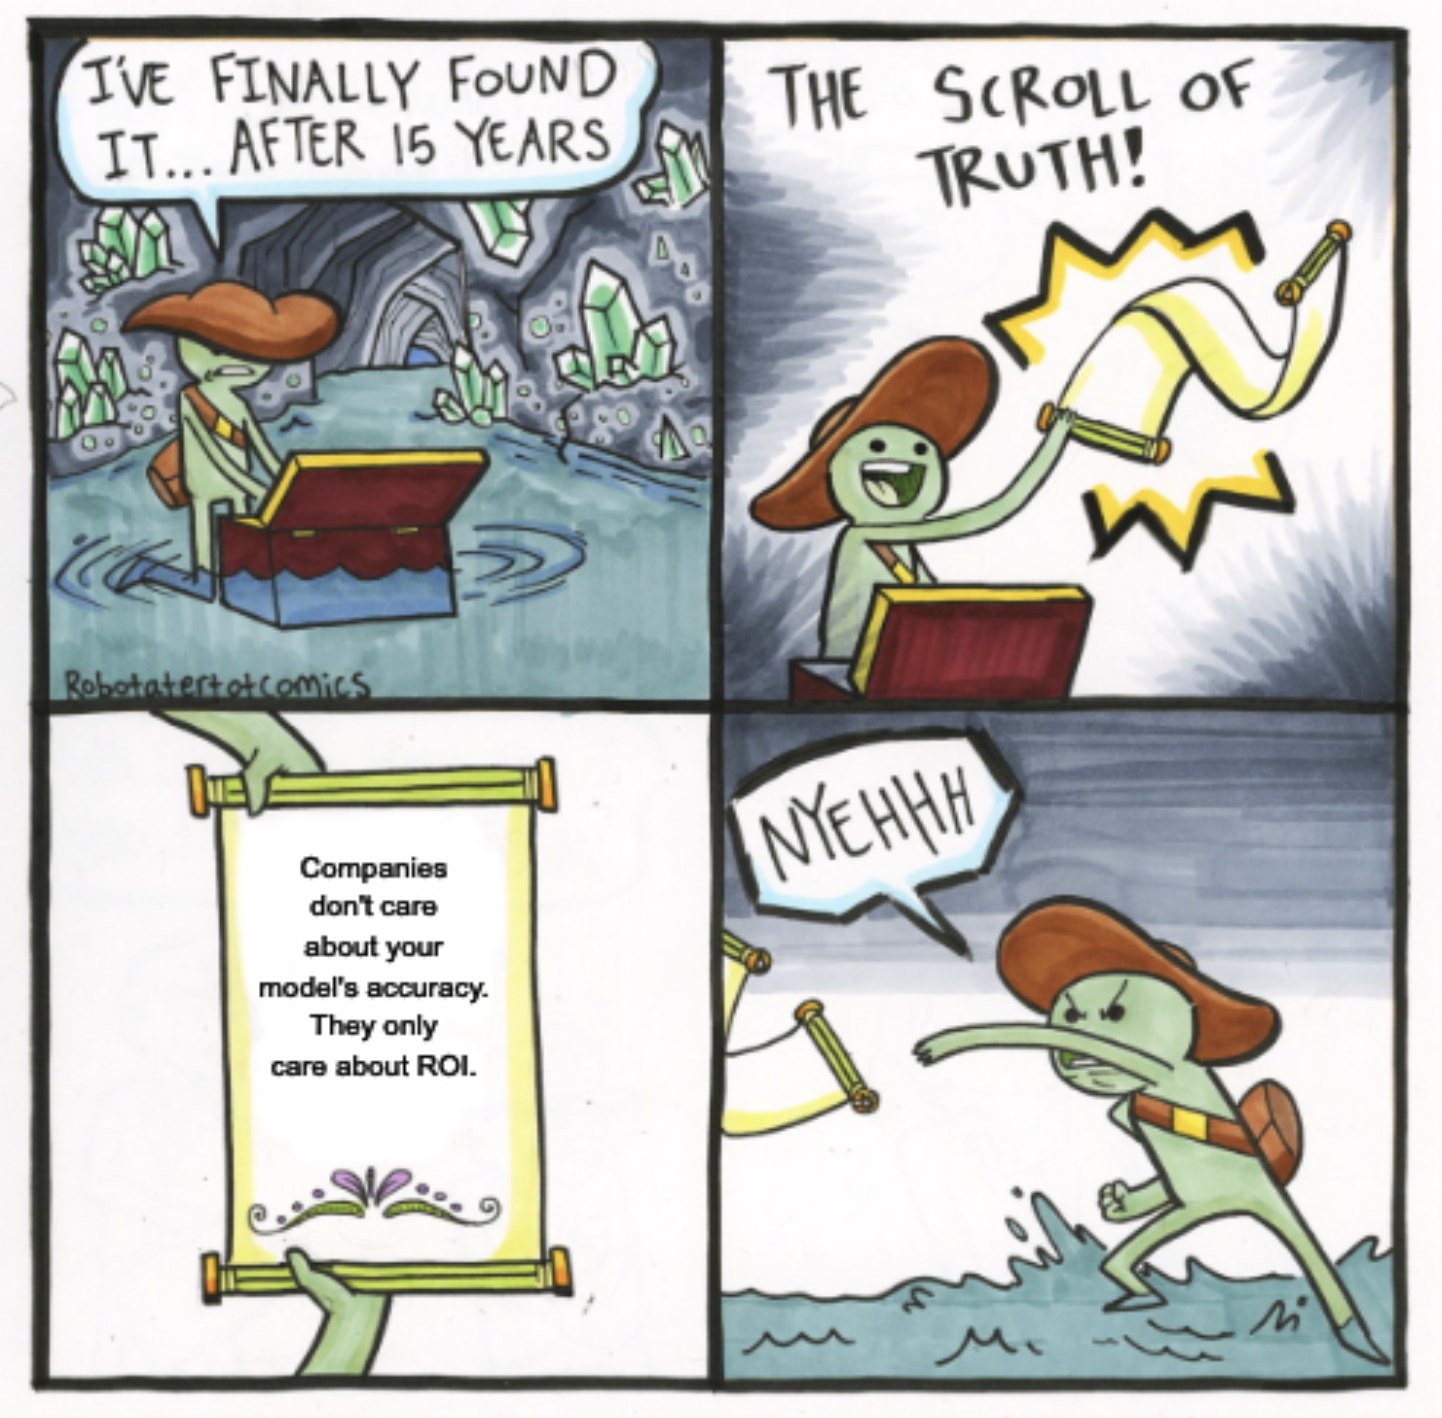 I'VE FINALLY FOUND
IT... AFTER 15 YEARS
Robotatertotcomics
THE SCROLL OF
TRUTH!
Companies
don't care
about your
model's accuracy.
They only
care about ROI.
NYEHHH